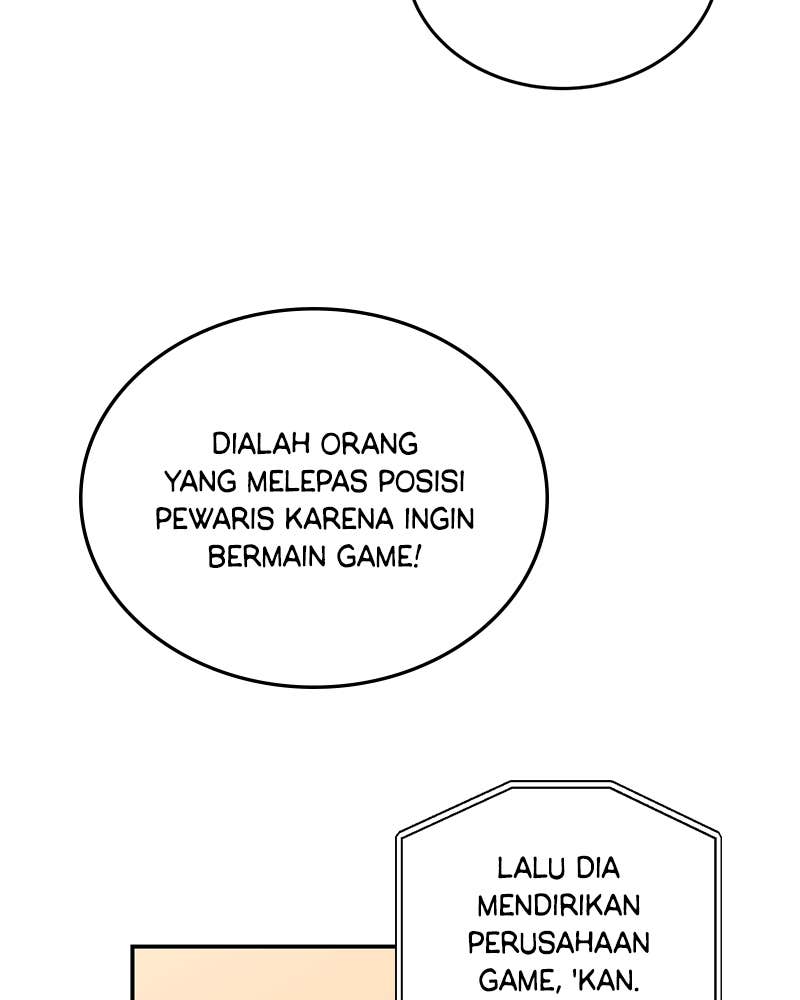 DIALAH ORANG
YANG MELEPAS POSISI
PEWARIS KARENA INGIN
BERMAIN GAME!
LALU DIA
MENDIRIKAN
PERUSAHAAN
GAME, 'KAN.